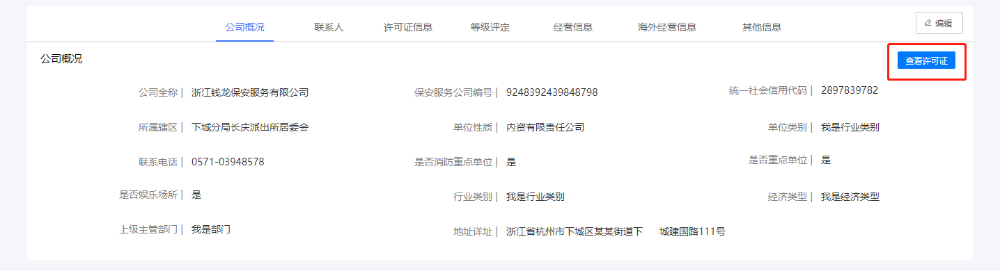 公司概况 联系人 许可证信息 等级评定 经营信息 海外经营信息 其他信息 编辑
公司概况 查看许可证
公司全称 | 浙江钱龙保安服务有限公司 保安服务公司编号 | 9248392439848798 统一社会信用代码 | 2897839782
所属辖区 | 下城分局长庆派出所居委会 单位性质 | 内资有限责任公司 单位类别 | 我是行业类别
联系电话 | 0571-03948578 是否消防重点单位 | 是 是否重点单位 | 是
是否娱乐场所 | 是 行业类别 | 我是行业类别 经济类型 | 我是经济类型
上级主管部门 | 我是部门 地址详址 | 浙江省杭州市下城区某某街道下 城建国路111号